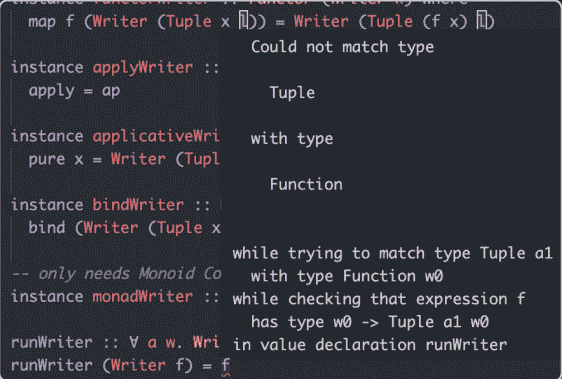 instance functorWriter :: Functor (Writer w) where
map f (Writer (Tuple x l)) = Writer (Tuple (f x) l)
Could not match type
instance applyWriter ::
Tuple
apply = ap
with type
instance applicativeWri
pure x = Writer (Tupl
Function
instance bindWriter ::
bind (Writer (Tuple x
while trying to match type Tuple a1
-- only needs Monoid Co
with type Function w0
instance monadWriter ::
while checking that expression f
has type w0 -> Tuple a1 w0
runWriter :: ∀ a w. Wri
in value declaration runWriter
runWriter (Writer f) = f